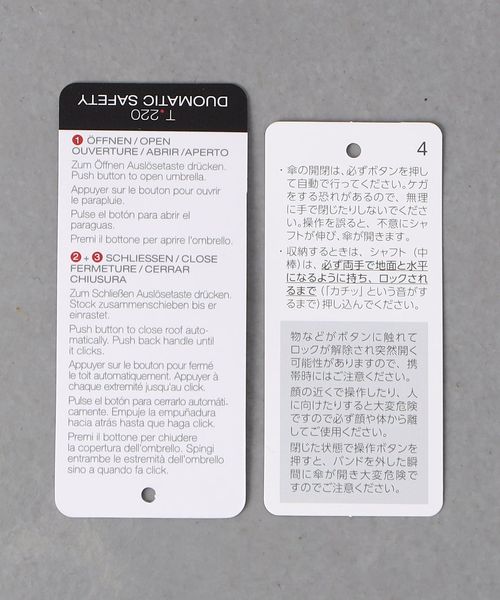 T.220
DUOMATIC SAFETY
1 ÖFFNEN / OPEN
OUVERTURE / ABRIR / APERTO
Zum Öffnen Auslösetaste drücken.
Push button to open umbrella.
Appuyer sur le bouton pour ouvrir
le parapluie.
Pulse el botón para abrir el
paraguas.
Premi il bottone per aprire l'ombrello.
2 + 3 SCHLIESSEN / CLOSE
FERMETURE / CERRAR
CHIUSURA
Zum Schließen Auslösetaste drücken.
Stock zusammenschieben bis er
einrastet.
Push button to close roof auto-
matically. Push back handle until
it clicks.
Appuyer sur le bouton pour fermé
le toit automatiquement. Appuyer à
chaque extremité jusqu'au click.
Pulse el botón para cerrarlo automáti-
camente. Empuje la empuñadura
hacia atrás hasta que haga click.
Premi il bottone per chiudere
la copertura dell'ombrello. Spingi
entrambe le estremità dell'ombrello
sino a quando fa click.
4
・傘の開閉は、必ずボタンを押し
て自動で行ってください。ケガ
をする恐れがあるので、無理
に手で閉じたりしないでくださ
い。操作を誤ると、不意にシャ
フトが伸び、傘が開きます。
・収納するときは、シャフト（中
棒）は、必ず両手で地面と水平
になるように持ち、ロックされ
るまで（「カチッ」という音がす
るまで）押し込んでください。
物などがボタンに触れて
ロックが解除され突然開く
可能性がありますので、携
帯時にはご注意ください。
顔の近くで操作したり、人
に向けたりすると大変危険
ですので必ず顔や体から離
してご使用ください。
閉じた状態で操作ボタンを
押すと、バンドを外した瞬
間に傘が開き大変危険で
すのでご注意ください。